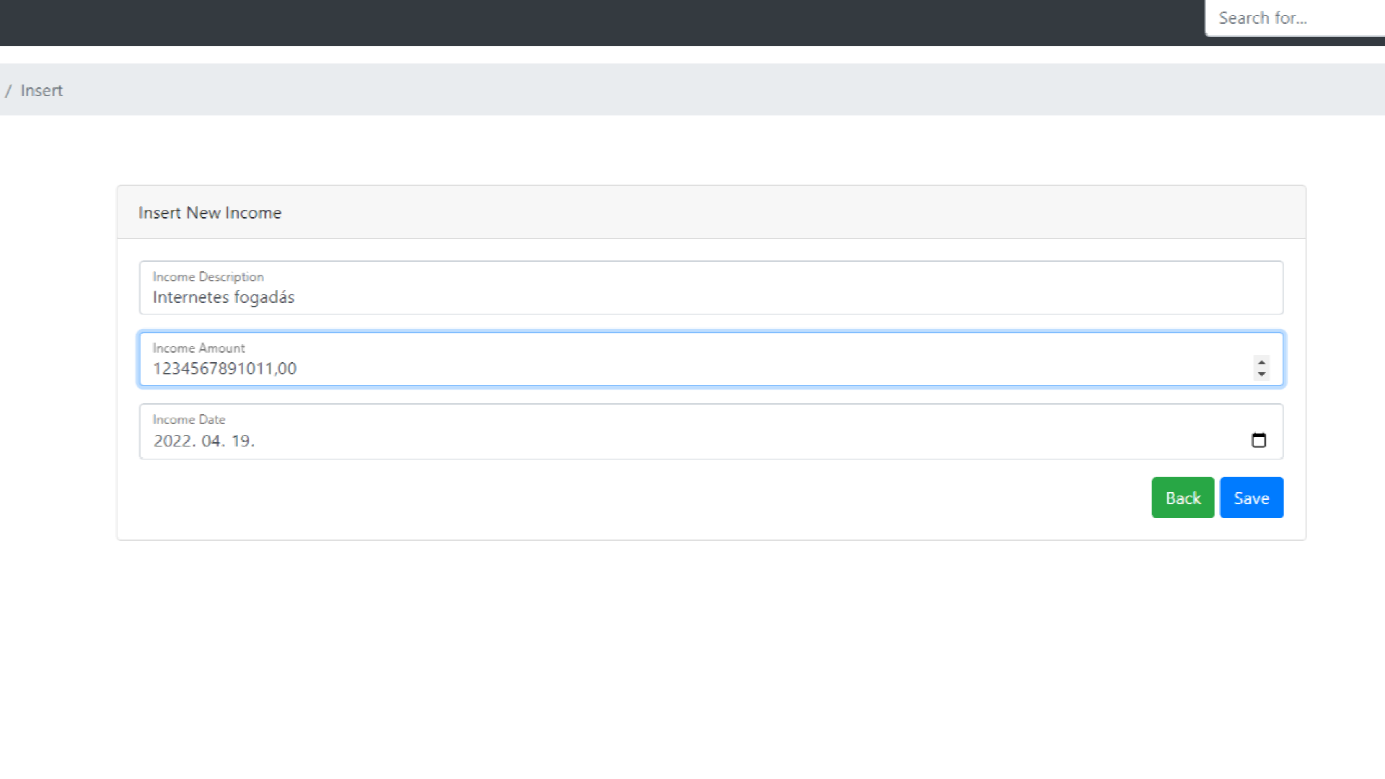 Search for...
/ Insert
Insert New Income
Income Description
Internetes fogadás
Income Amount
1234567891011,00
Income Date
2022. 04. 19.
Back Save